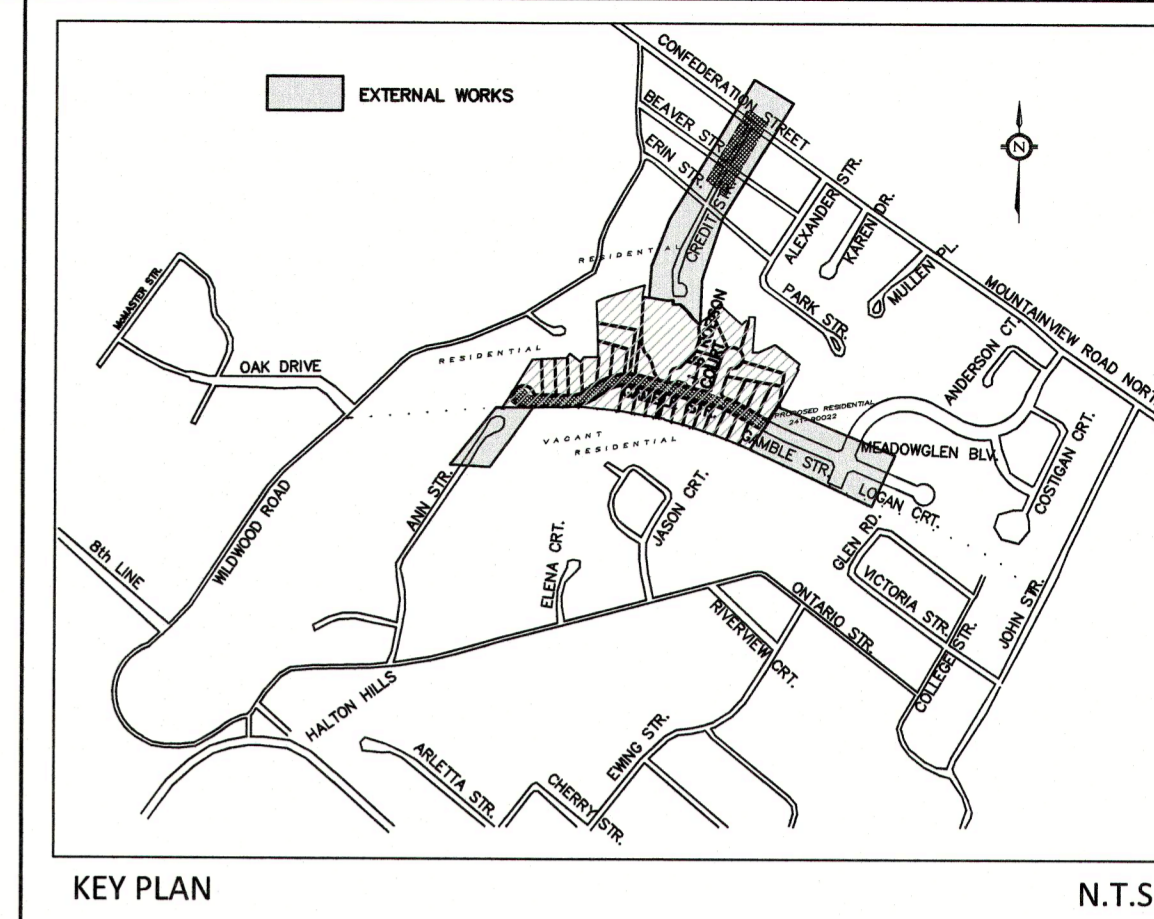 EXTERNAL WORKS
CONFEDERATION STREET
BEAVER STR.
ERIN STR.
CREDIT STR.
ALEXANDER STR.
KAREN DR.
MULLEN PL.
N
PARK STR.
MOUNTAINVIEW ROAD NORT
ANDERSON CT.
McMASTER STR.
OAK DRIVE
RESIDENTIAL
RESIDENTIAL
COURT
PROPOSED RESIDENTIAL
VACANT
RESIDENTIAL
GAMBLE STR.
MEADOWGLEN BLV.
LOGAN CRT.
COSTIGAN CRT.
ANN STR.
WILDWOOD ROAD
8th LINE
ELENA CRT.
JASON CRT.
GLEN RD.
VICTORIA STR.
COLLEGE STR.
JOHN STR.
ONTARIO STR.
RIVERVIEW CRT.
HALTON HILLS
ARLETTA STR.
CHERRY STR.
EWING STR.
KEY PLAN
N.T.S